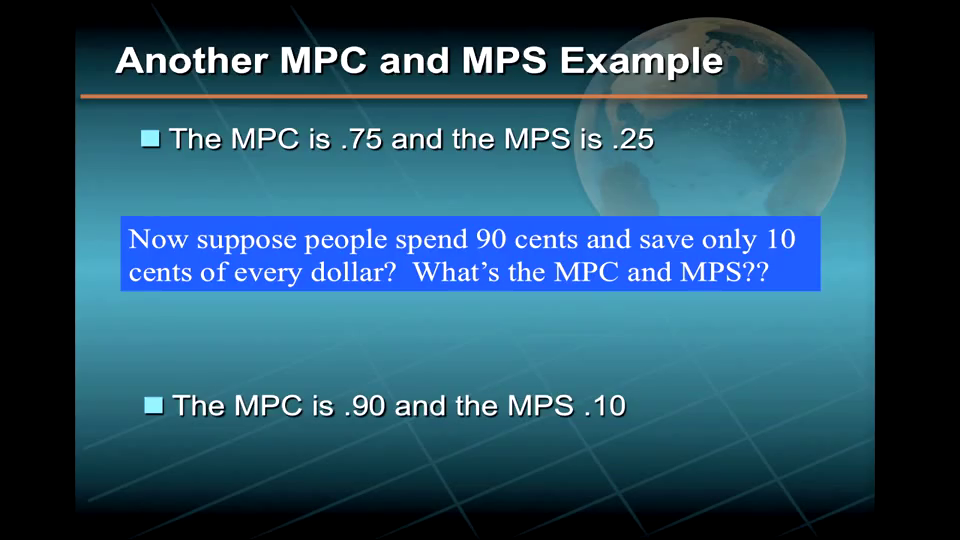 Another MPC and MPS Example
The MPC is .75 and the MPS is .25
Now suppose people spend 90 cents and save only 10
cents of every dollar?  What’s the MPC and MPS??
The MPC is .90 and the MPS .10